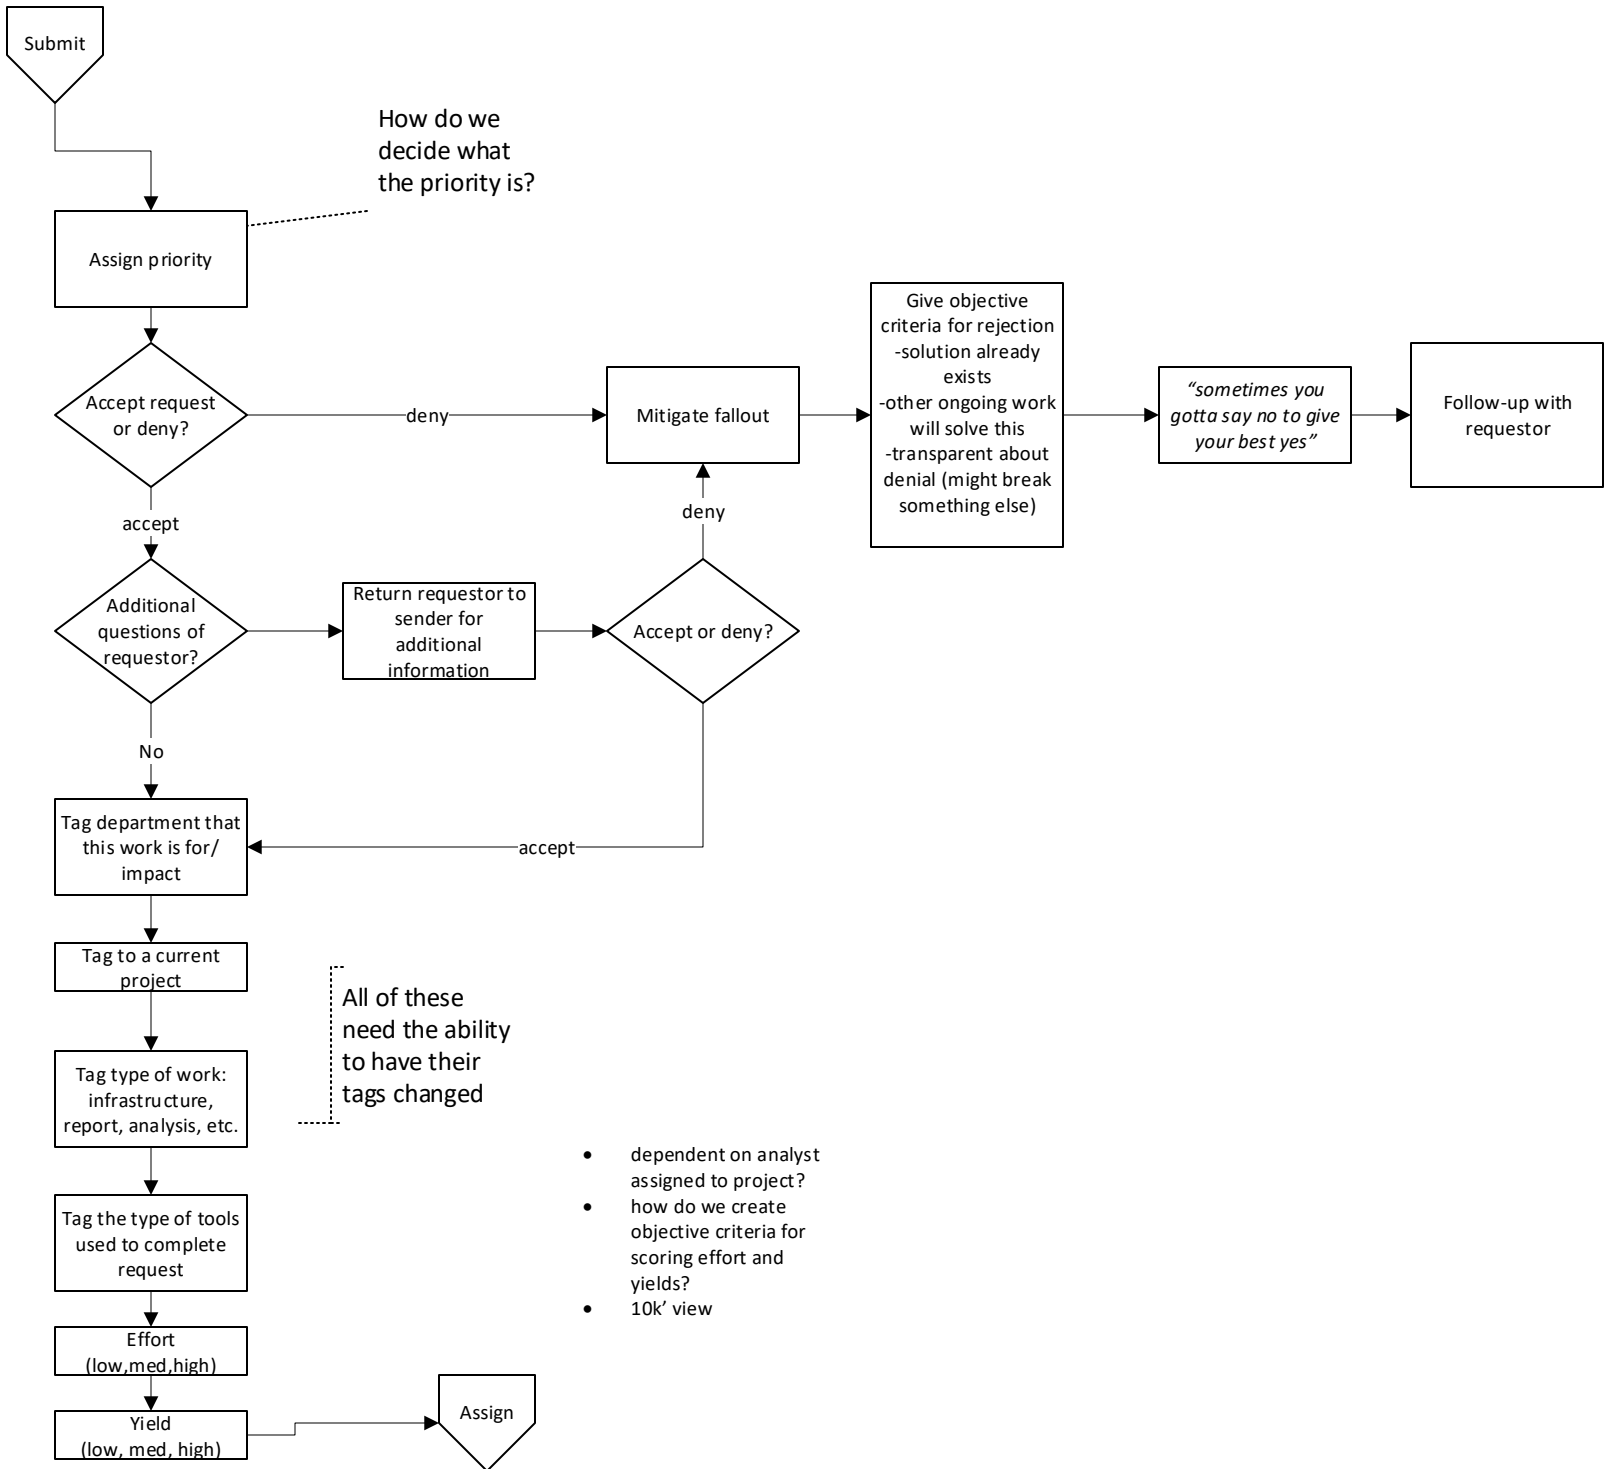 Submit
How do we
decide what
the priority is?
Assign priority
Accept request
or deny?
deny
Mitigate fallout
Give objective
criteria for rejection
-solution already
exists
-other ongoing work
will solve this
-transparent about
denial (might break
something else)
“sometimes you
gotta say no to give
your best yes”
Follow-up with
requestor
accept
deny
Additional
questions of
requestor?
Return requestor to
sender for
additional
information
Accept or deny?
No
Tag department that
this work is for/
impact
accept
Tag to a current
project
All of these
need the ability
to have their
tags changed
Tag type of work:
infrastructure,
report, analysis, etc.
Tag the type of tools
used to complete
request
• dependent on analyst
assigned to project?
• how do we create
objective criteria for
scoring effort and
yields?
• 10k’ view
Effort
(low,med,high)
Yield
(low, med, high)
Assign